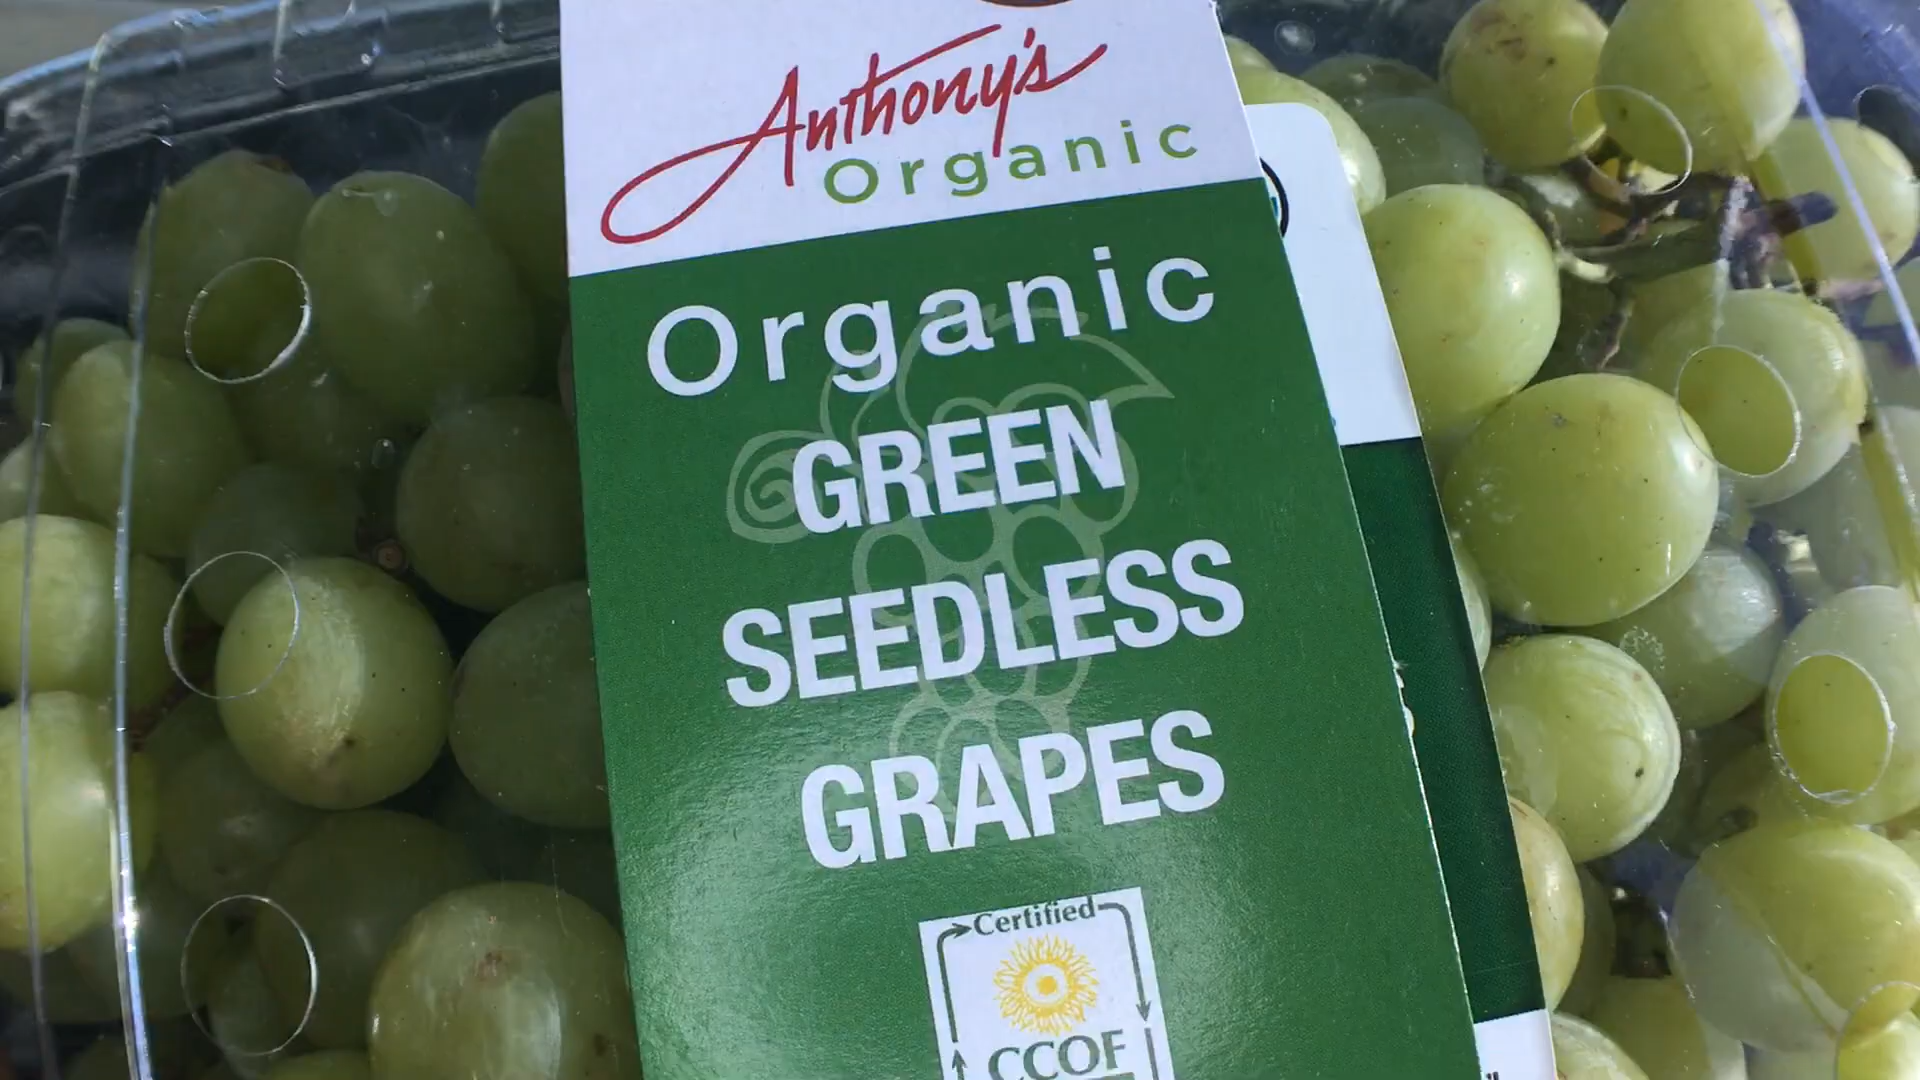 Anthony's
Organic
Organic
GREEN
SEEDLESS
GRAPES
Certified
CCOF